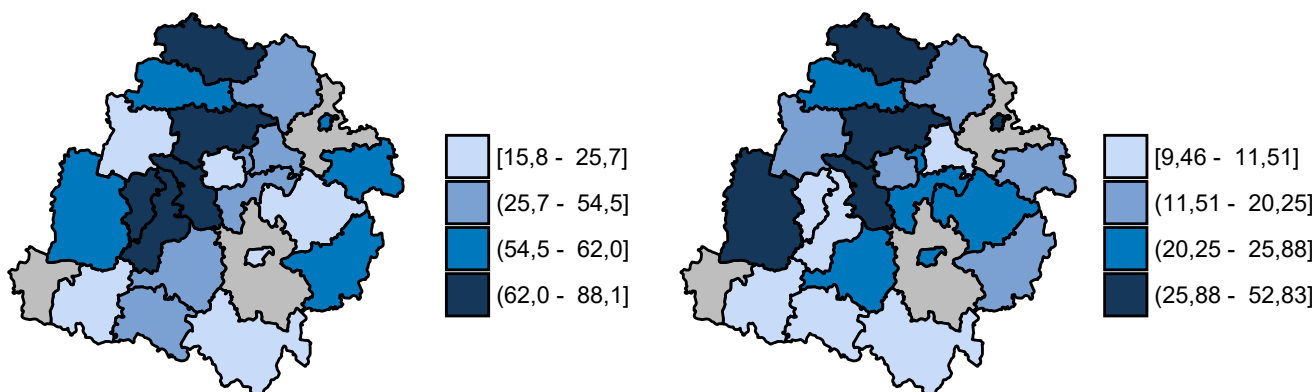 [15,8 - 25,7]
(25,7 - 54,5]
(54,5 - 62,0]
(62,0 - 88,1]
[9,46 - 11,51]
(11,51 - 20,25]
(20,25 - 25,88]
(25,88 - 52,83]